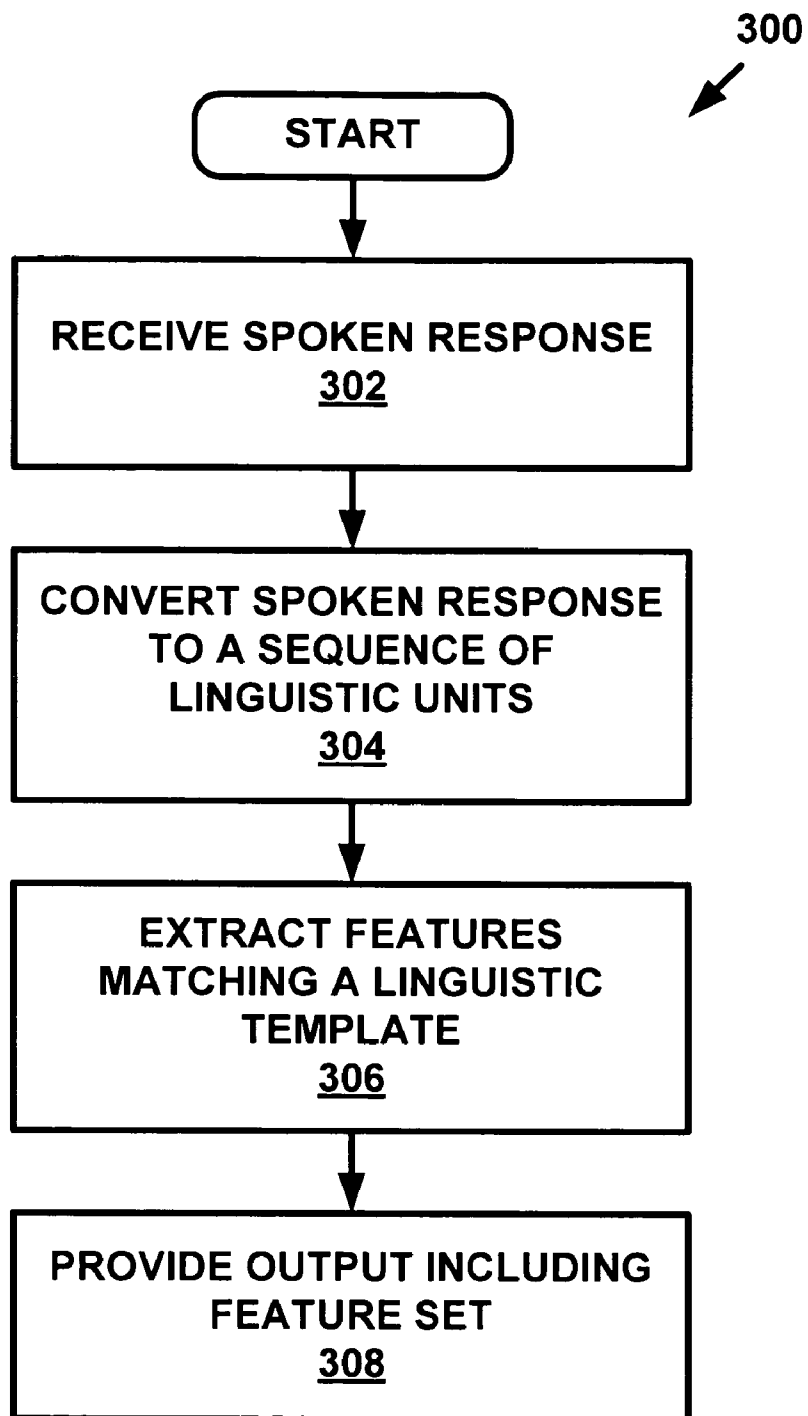 300
START
RECEIVE SPOKEN RESPONSE
302
CONVERT SPOKEN RESPONSE
TO A SEQUENCE OF
LINGUISTIC UNITS
304
EXTRACT FEATURES
MATCHING A LINGUISTIC
TEMPLATE
306
PROVIDE OUTPUT INCLUDING
FEATURE SET
308